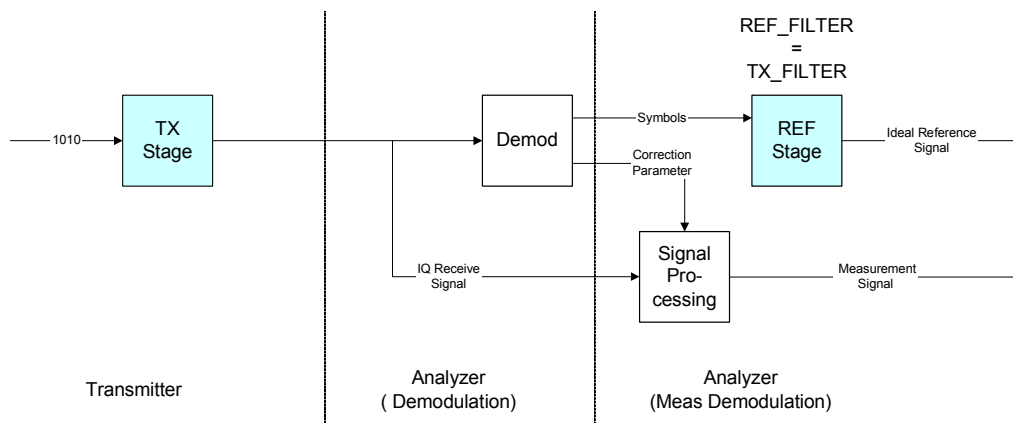 REF_FILTER
=
TX_FILTER
1010
TX
Stage
Demod
Symbols
REF
Stage
Ideal Reference
Signal
Correction
Parameter
IQ Receive
Signal
Signal
Pro-
cessing
Measurement
Signal
Transmitter
Analyzer
( Demodulation)
Analyzer
(Meas Demodulation)